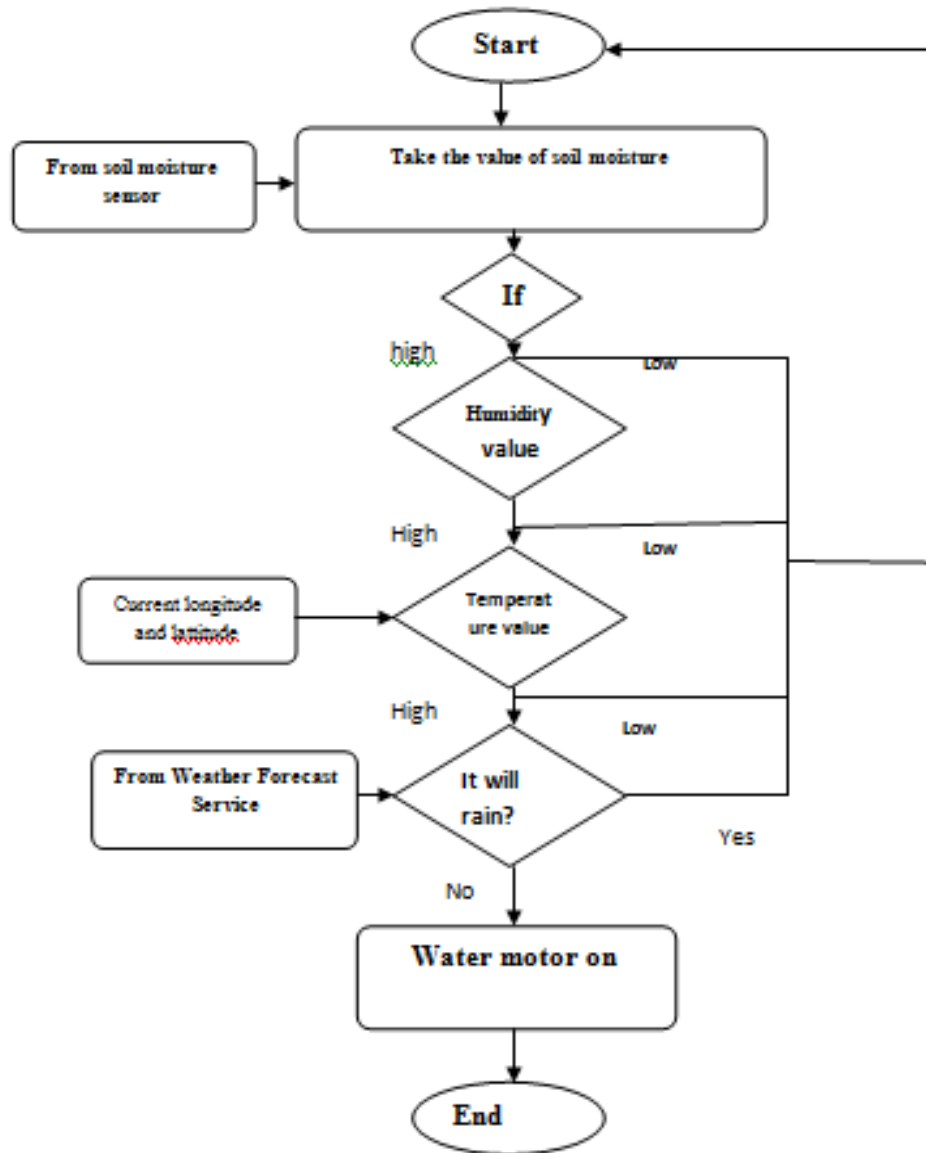 Start
Take the value of soil moisture
From soil moisture
sensor
If
high
Low
Humidity
value
High
Low
Temperat
ure value
Current longitude
and lattitude
High
Low
From Weather Forecast
Service
It will
rain?
Yes
No
Water motor on
End